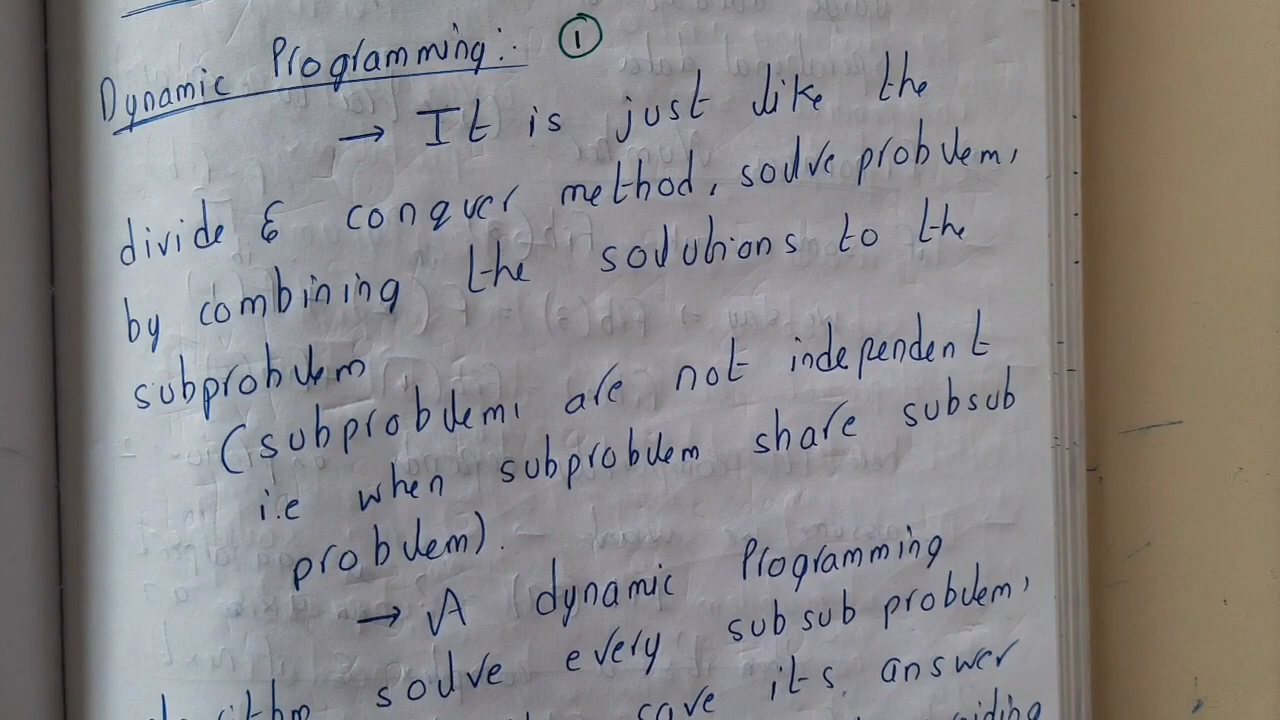 Dynamic Programming:- ①
→ It is just like the
divide & conquer method, solve problem,
by combining the solutions to the
subproblem
(subproblem, are not independent
i.e when subproblem share subsub
problem).
→ A dynamic Programming
solve every subsub problem,
save its answer